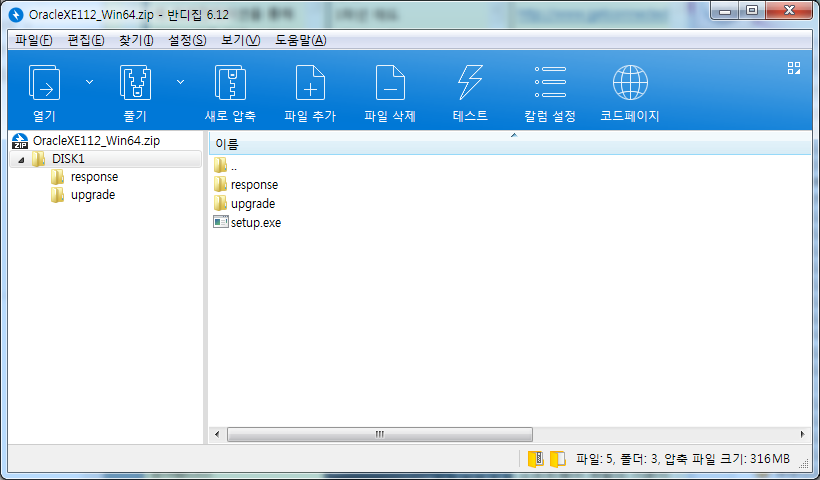 OracleXE112_Win64.zip - 반디집 6.12
파일(F) 편집(E) 찾기(I) 설정(S) 보기(V) 도움말(A)
열기 풀기 새로 압축 파일 추가 파일 삭제 테스트 칼럼 설정 코드페이지
ZIP OracleXE112_Win64.zip
DISK1
response
upgrade
이름
..
response
upgrade
setup.exe
파일: 5, 폴더: 3, 압축 파일 크기: 316MB